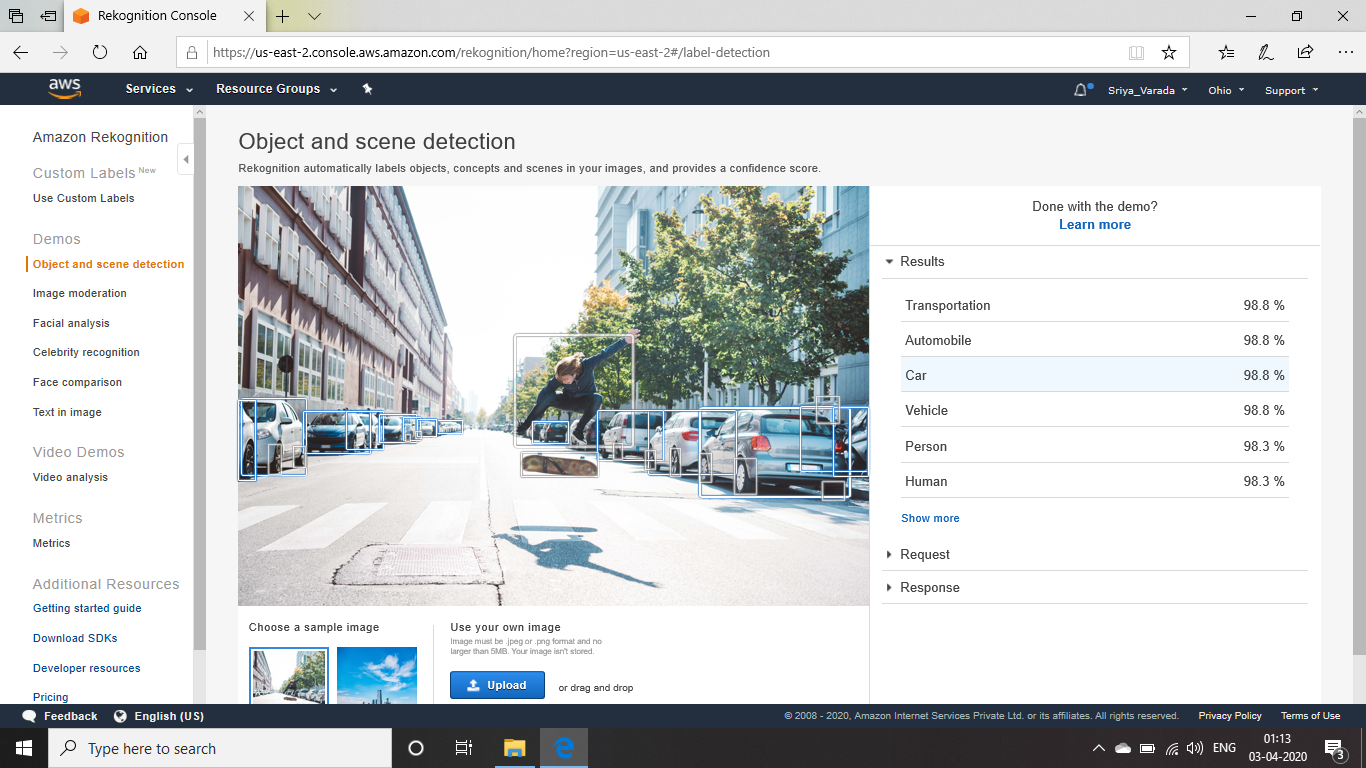 Rekognition Console
https://us-east-2.console.aws.amazon.com/rekognition/home?region=us-east-2#/label-detection
aws
Services
Resource Groups
Sriya_Varada
Ohio
Support
Amazon Rekognition
Custom Labels New
Use Custom Labels
Demos
Object and scene detection
Image moderation
Facial analysis
Celebrity recognition
Face comparison
Text in image
Video Demos
Video analysis
Metrics
Metrics
Additional Resources
Getting started guide
Download SDKs
Developer resources
Pricing
Object and scene detection
Rekognition automatically labels objects, concepts and scenes in your images, and provides a confidence score.
Choose a sample image
Use your own image
Image must be .jpeg or .png format and no
larger than 5MB. Your image isn't stored.
Upload
or drag and drop
Done with the demo?
Learn more
Results
Transportation 98.8 %
Automobile 98.8 %
Car 98.8 %
Vehicle 98.8 %
Person 98.3 %
Human 98.3 %
Show more
Request
Response
Feedback
English (US)
© 2008 - 2020, Amazon Internet Services Private Ltd. or its affiliates. All rights reserved.
Privacy Policy
Terms of Use
Type here to search
ENG
01:13
03-04-2020
3